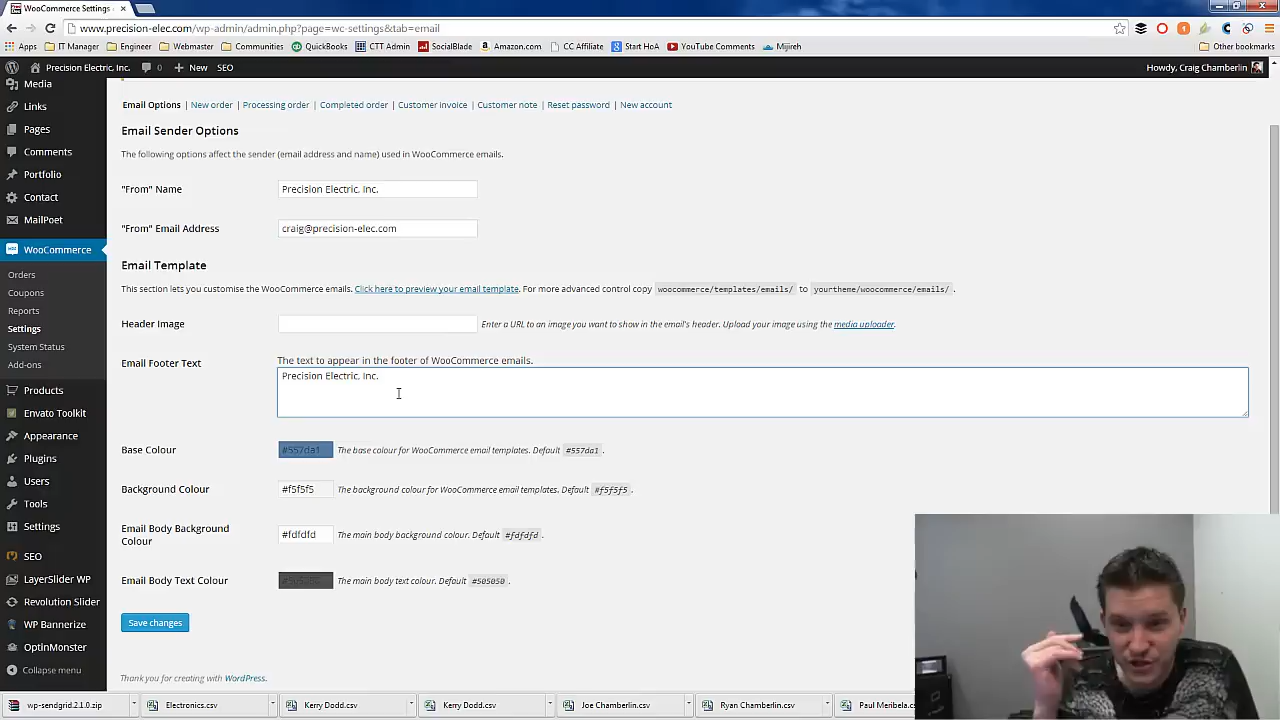 WooCommerce Settings ‹
www.precision-elec.com/wp-admin/admin.php?page=wc-settings&tab=email
Apps IT Manager Engineer Webmaster Communities QuickBooks CTT Admin SocialBlade Amazon.com CC Affiliate Start HoA YouTube Comments Mijireh Other bookmarks
Precision Electric, Inc. 0 New SEO Howdy, Craig Chamberlin
Media
Links
Pages
Comments
Portfolio
Contact
MailPoet
WooCommerce
Orders
Coupons
Reports
Settings
System Status
Add-ons
Products
Envato Toolkit
Appearance
Plugins
Users
Tools
Settings
SEO
LayerSlider WP
Revolution Slider
WP Bannerize
OptinMonster
Collapse menu
Email Options | New order | Processing order | Completed order | Customer invoice | Customer note | Reset password | New account
Email Sender Options
The following options affect the sender (email address and name) used in WooCommerce emails.
"From" Name Precision Electric, Inc.
"From" Email Address craig@precision-elec.com
Email Template
This section lets you customise the WooCommerce emails. Click here to preview your email template. For more advanced control copy woocommerce/templates/emails/ to yourtheme/woocommerce/emails/ .
Header Image Enter a URL to an image you want to show in the email's header. Upload your image using the media uploader.
Email Footer Text The text to appear in the footer of WooCommerce emails.
Precision Electric, Inc.
Base Colour #557da1 The base colour for WooCommerce email templates. Default #557da1 .
Background Colour #f5f5f5 The background colour for WooCommerce email templates. Default #f5f5f5 .
Email Body Background Colour #fdfdfd The main body background colour. Default #fdfdfd .
Email Body Text Colour #505050 The main body text colour. Default #505050 .
Save changes
Thank you for creating with WordPress.
wp-sendgrid.2.1.0.zip Electronics.csv Kerry Dodd.csv Kerry Dodd.csv Joe Chamberlin.csv Ryan Chamberlin.csv Paul Meribela.cs